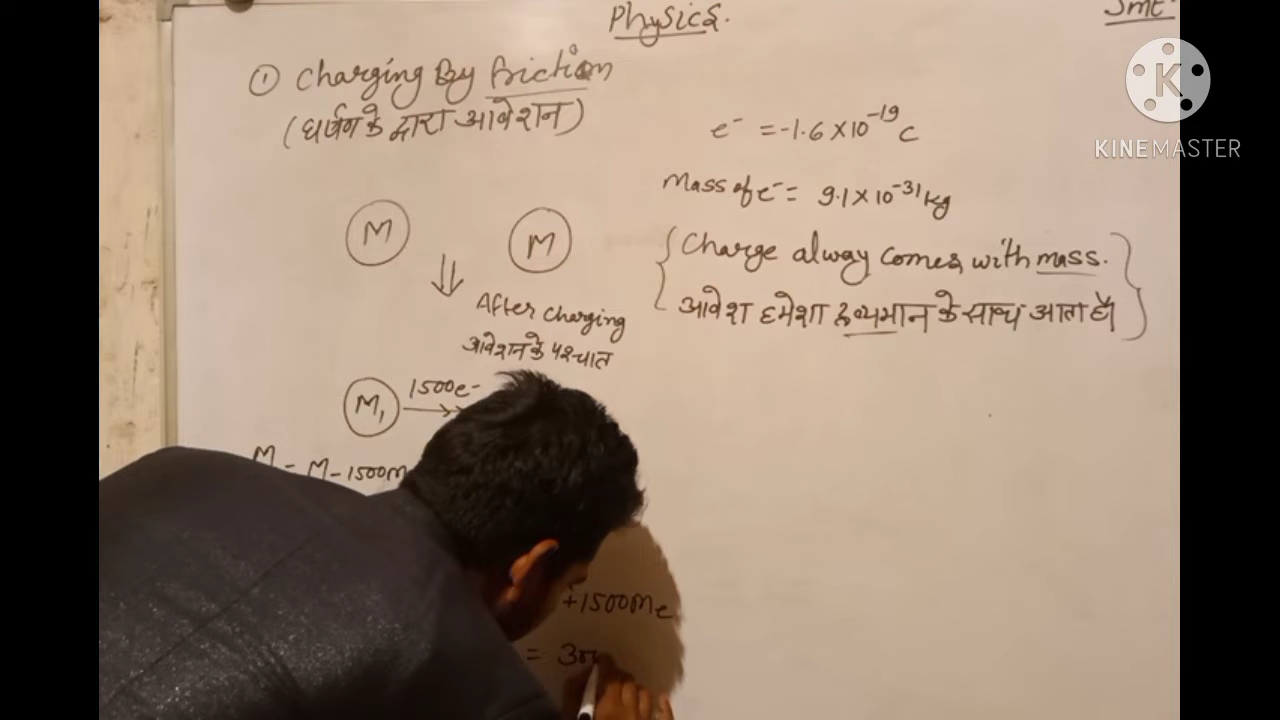 Physics.
① Charging By friction
(घर्षण के द्वारा आवेशन)
e⁻ = -1.6 × 10⁻¹⁹ C
Mass of e⁻ = 9.1 × 10⁻³¹ kg
{ Charge alway comes with mass. }
आवेश हमेशा द्रव्यमान के साथ आता है।
M
M
After charging
आवेशन के पश्चात
M₁
1500e⁻
= M - 1500m
+1500me
=
K
KINEMASTER